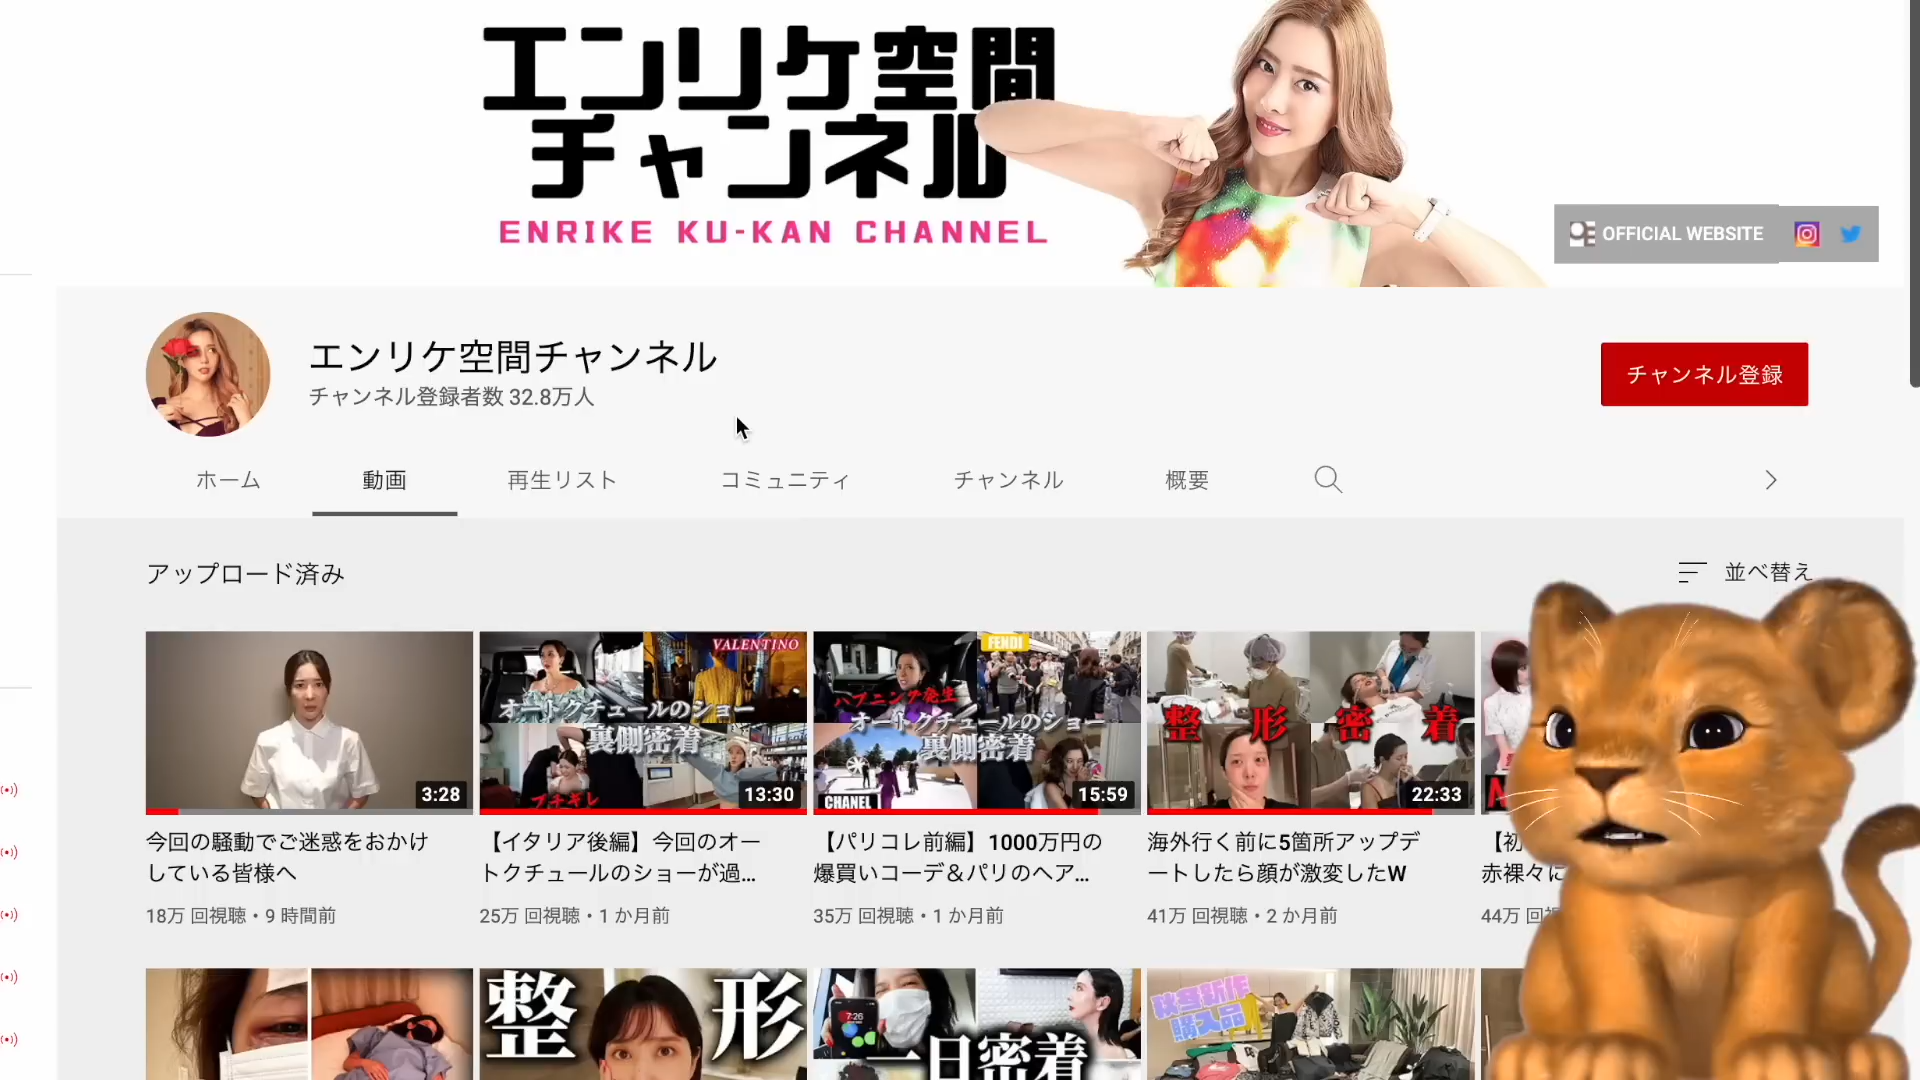 エンリケ空間
チャンネル
ENRIKE KU-KAN CHANNEL
OFFICIAL WEBSITE
エンリケ空間チャンネル
チャンネル登録者数 32.8万人
チャンネル登録
ホーム
動画
再生リスト
コミュニティ
チャンネル
概要
アップロード済み
並べ替え
3:28
VALENTINO
オートクチュールのショー
裏側密着
ブチギレ
13:30
FENDI
ハプニング発生
オートクチュールのショー
裏側密着
CHANEL
15:59
整形密着
22:33
今回の騒動でご迷惑をおかけ
している皆様へ
18万 回視聴・9 時間前
【イタリア後編】今回のオー
トクチュールのショーが過...
25万 回視聴・1 か月前
【パリコレ前編】1000万円の
爆買いコーデ＆パリのヘア...
35万 回視聴・1 か月前
海外行く前に5箇所アップデ
ートしたら顔が激変したW
41万 回視聴・2 か月前
【初
赤裸々に
44万 回
整形
7:26
一日密着
秋冬新作
購入品